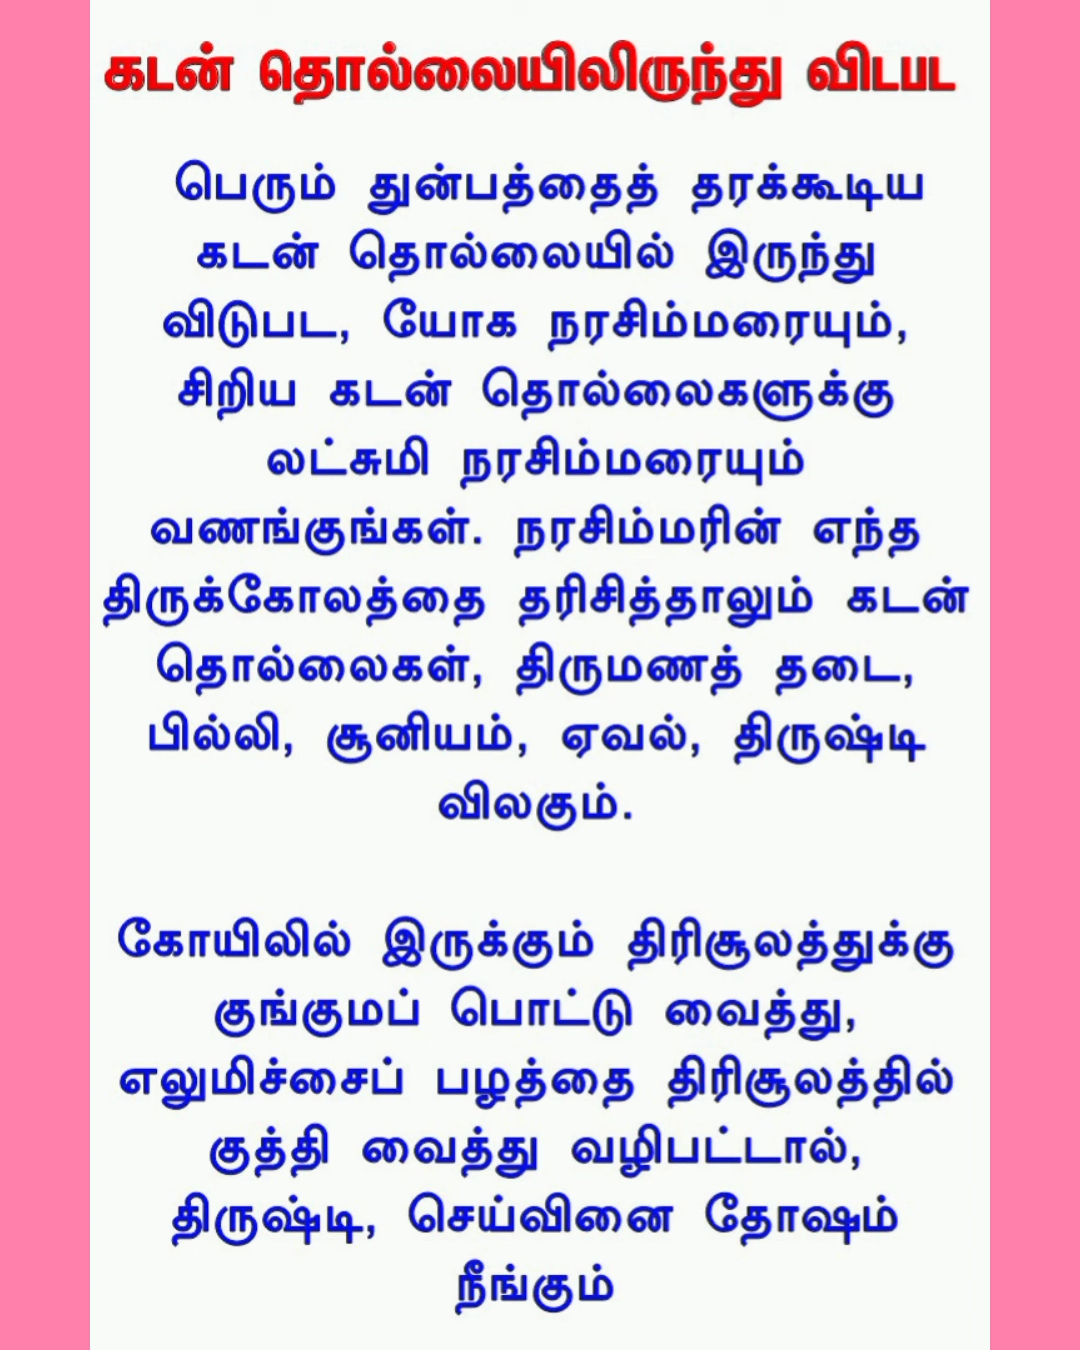 கடன் தொல்லையிலிருந்து விடபட
பெரும் துன்பத்தைத் தரக்கூடிய
கடன் தொல்லையில் இருந்து
விடுபட, யோக நரசிம்மரையும்,
சிறிய கடன் தொல்லைகளுக்கு
லட்சுமி நரசிம்மரையும்
வணங்குங்கள். நரசிம்மரின் எந்த
திருக்கோலத்தை தரிசித்தாலும் கடன்
தொல்லைகள், திருமணத் தடை,
பில்லி, சூனியம், ஏவல், திருஷ்டி
விலகும்.
கோயிலில் இருக்கும் திரிசூலத்துக்கு
குங்குமப் பொட்டு வைத்து,
எலுமிச்சைப் பழத்தை திரிசூலத்தில்
குத்தி வைத்து வழிபட்டால்,
திருஷ்டி, செய்வினை தோஷம்
நீங்கும்